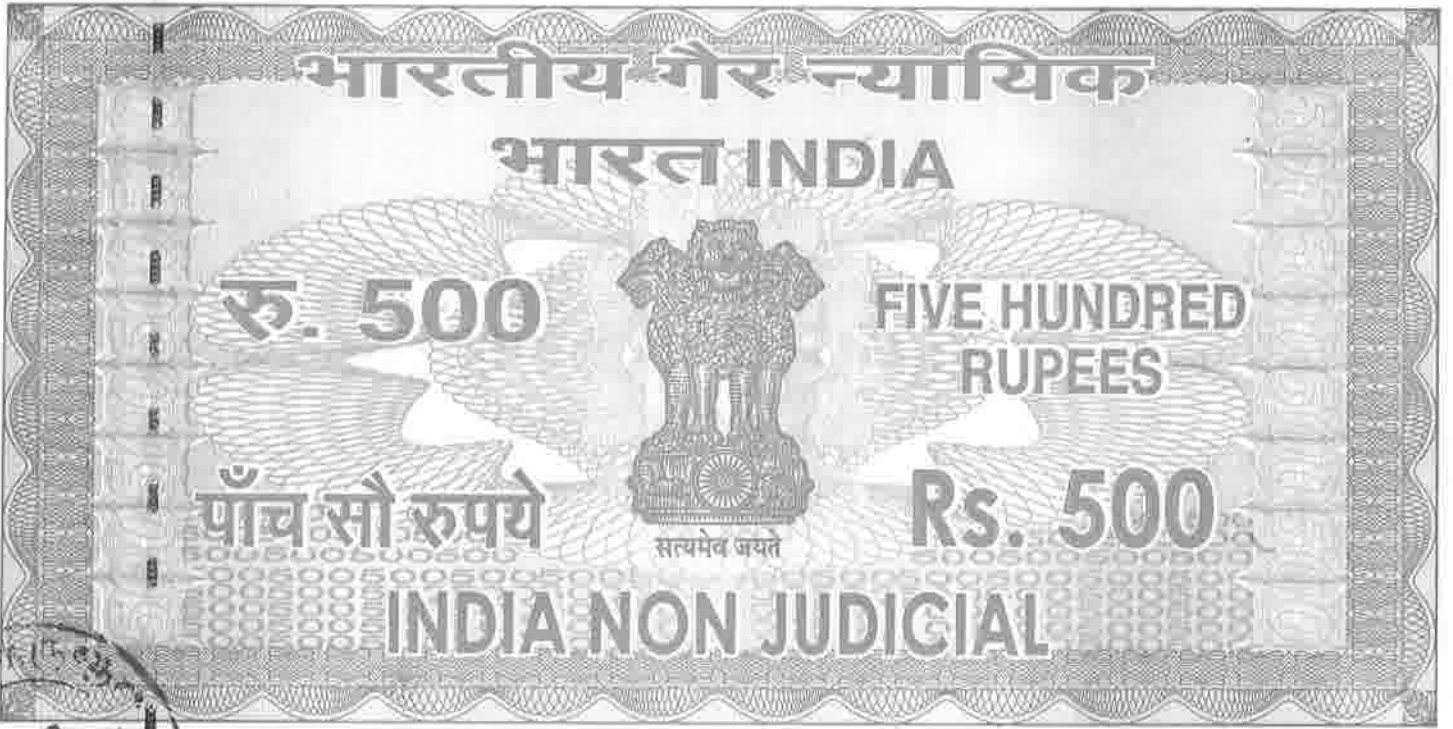 भारतीय गैर न्यायिक
भारत INDIA
रु. 500
FIVE HUNDRED
RUPEES
पाँच सौ रुपये
Rs. 500
सत्यमेव जयते
INDIA NON JUDICIAL